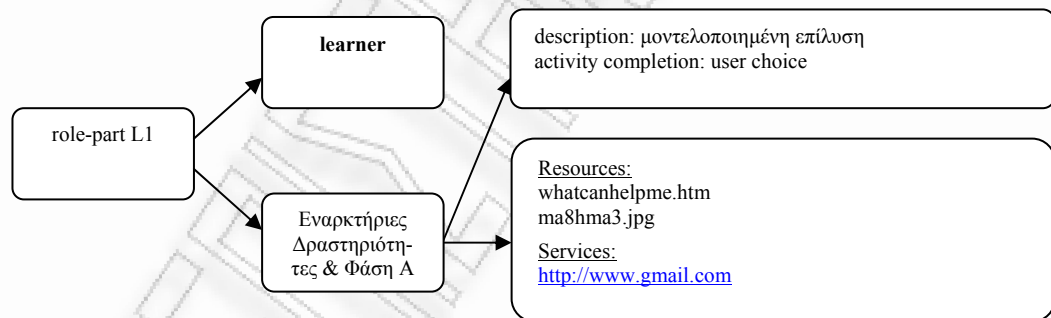 role-part L1
learner
Εναρκτήριες
Δραστηριότη-
τες & Φάση Α
description: μοντελοποιημένη επίλυση
activity completion: user choice
Resources:
whatcanhelpme.htm
ma8hma3.jpg
Services:
http://www.gmail.com